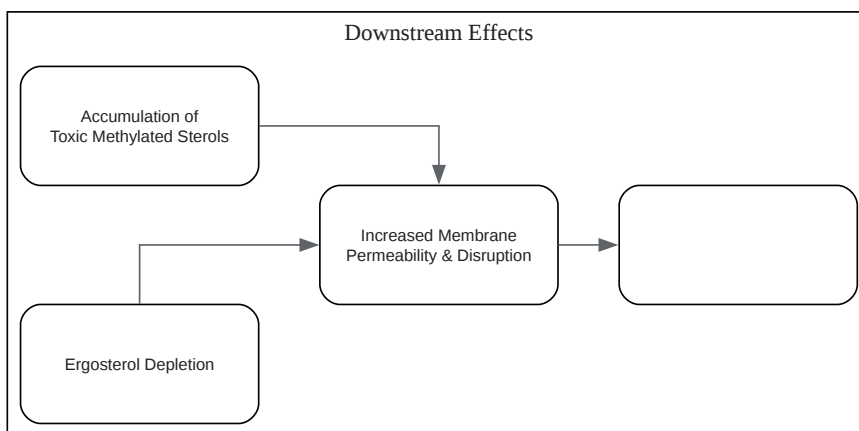 Downstream Effects
Accumulation of
Toxic Methylated Sterols
Increased Membrane
Permeability & Disruption
Ergosterol Depletion